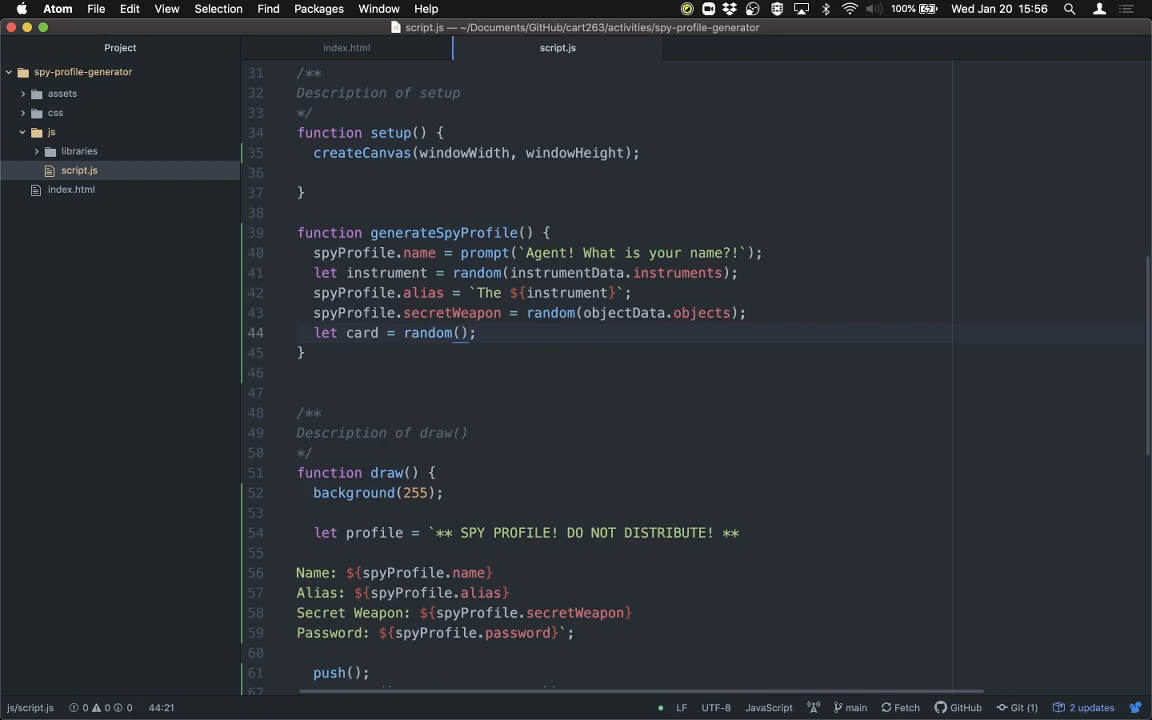 Atom File Edit View Selection Find Packages Window Help 100% Wed Jan 20 15:56
script.js — ~/Documents/GitHub/cart263/activities/spy-profile-generator
Project index.html script.js
spy-profile-generator
assets
css
js
libraries
script.js
index.html
31 /**
32 Description of setup
33 */
34 function setup() {
35 createCanvas(windowWidth, windowHeight);
36
37 }
38
39 function generateSpyProfile() {
40 spyProfile.name = prompt(`Agent! What is your name?!`);
41 let instrument = random(instrumentData.instruments);
42 spyProfile.alias = `The ${instrument}`;
43 spyProfile.secretWeapon = random(objectData.objects);
44 let card = random();
45 }
46
47
48 /**
49 Description of draw()
50 */
51 function draw() {
52 background(255);
53
54 let profile = `** SPY PROFILE! DO NOT DISTRIBUTE! **
55
56 Name: ${spyProfile.name}
57 Alias: ${spyProfile.alias}
58 Secret Weapon: ${spyProfile.secretWeapon}
59 Password: ${spyProfile.password}`;
60
61 push();
62
js/script.js 0 0 0 44:21 LF UTF-8 JavaScript main Fetch GitHub Git (1) 2 updates